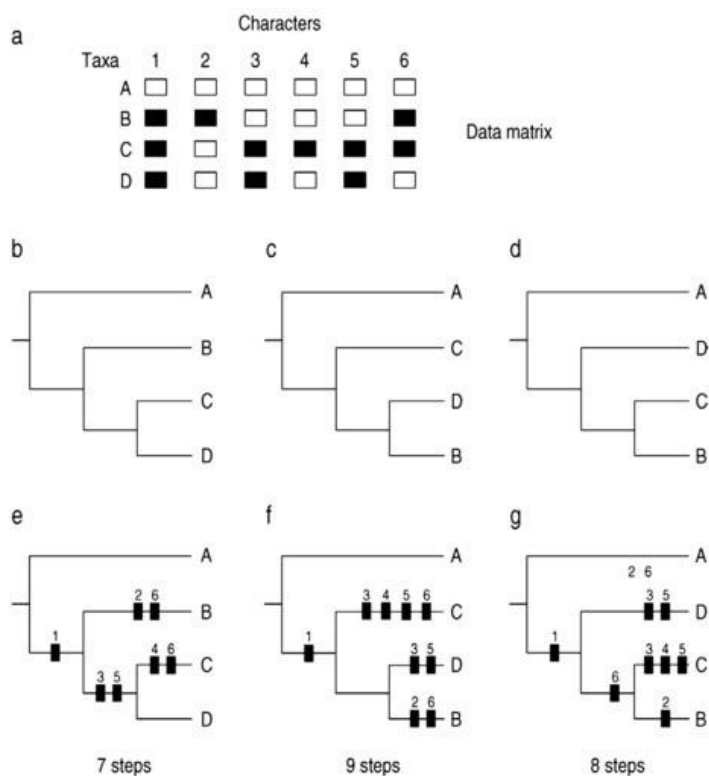 a
Characters
Taxa 1 2 3 4 5 6
A
B
Data matrix
C
D
b c d
A A A
B C D
C D C
D B B
e f g
A A A
2 6
2 6 3 4 5 6 3 5
B C D
1 1 1
4 6 3 5 3 4 5
C D C
3 5 2 6 6 2
D B B
7 steps 9 steps 8 steps